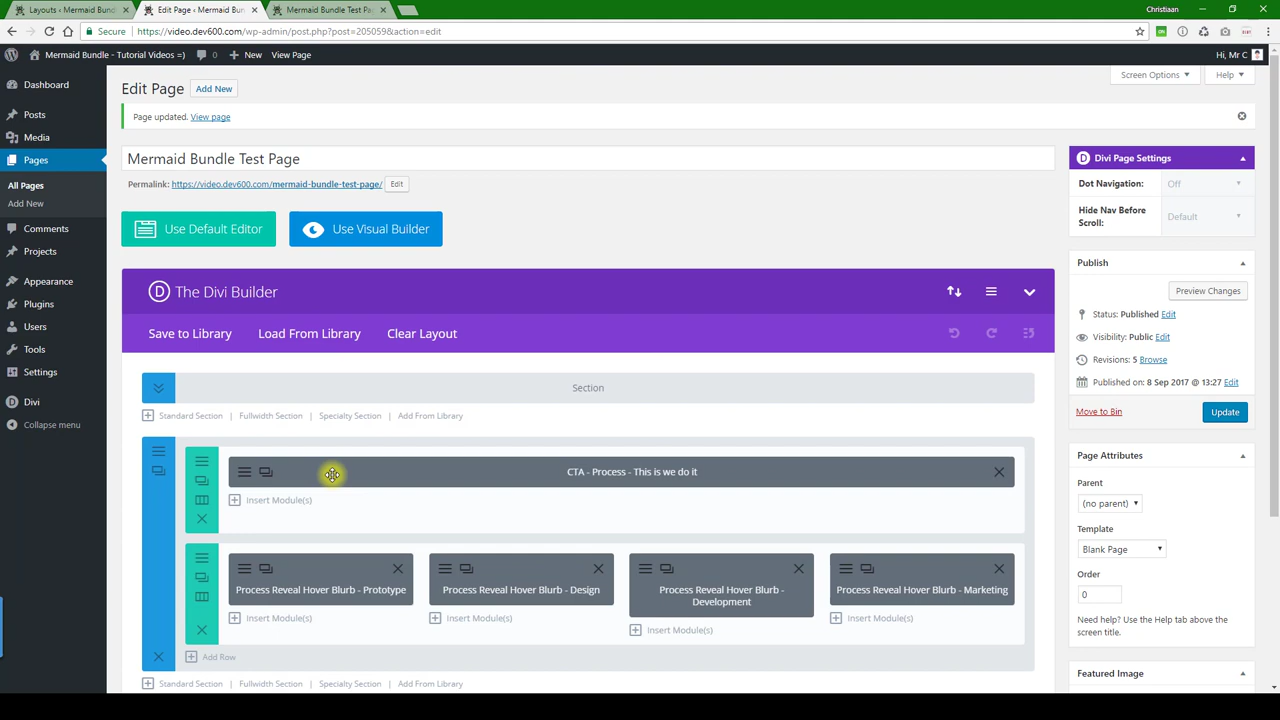 Layouts ‹ Mermaid Bund
Edit Page ‹ Mermaid Bun
Mermaid Bundle Test Pa
Christiaan
Secure
https://video.dev600.com/wp-admin/post.php?post=205059&action=edit
Mermaid Bundle - Tutorial Videos =)
0
New
View Page
Hi, Mr C
Dashboard
Posts
Media
Pages
All Pages
Add New
Comments
Projects
Appearance
Plugins
Users
Tools
Settings
Divi
Collapse menu
Edit Page
Add New
Screen Options
Help
Page updated. View page
Mermaid Bundle Test Page
Permalink: https://video.dev600.com/mermaid-bundle-test-page/ Edit
Use Default Editor
Use Visual Builder
D The Divi Builder
Save to Library
Load From Library
Clear Layout
Section
Standard Section | Fullwidth Section | Specialty Section | Add From Library
CTA - Process - This is we do it
Insert Module(s)
Process Reveal Hover Blurb - Prototype
Insert Module(s)
Process Reveal Hover Blurb - Design
Insert Module(s)
Process Reveal Hover Blurb -
Development
Insert Module(s)
Process Reveal Hover Blurb - Marketing
Insert Module(s)
Add Row
Standard Section | Fullwidth Section | Specialty Section | Add From Library
D Divi Page Settings
Dot Navigation:
Off
Hide Nav Before
Scroll:
Default
Publish
Preview Changes
Status: Published Edit
Visibility: Public Edit
Revisions: 5 Browse
Published on: 8 Sep 2017 @ 13:27 Edit
Move to Bin
Update
Page Attributes
Parent
(no parent)
Template
Blank Page
Order
0
Need help? Use the Help tab above the
screen title.
Featured Image